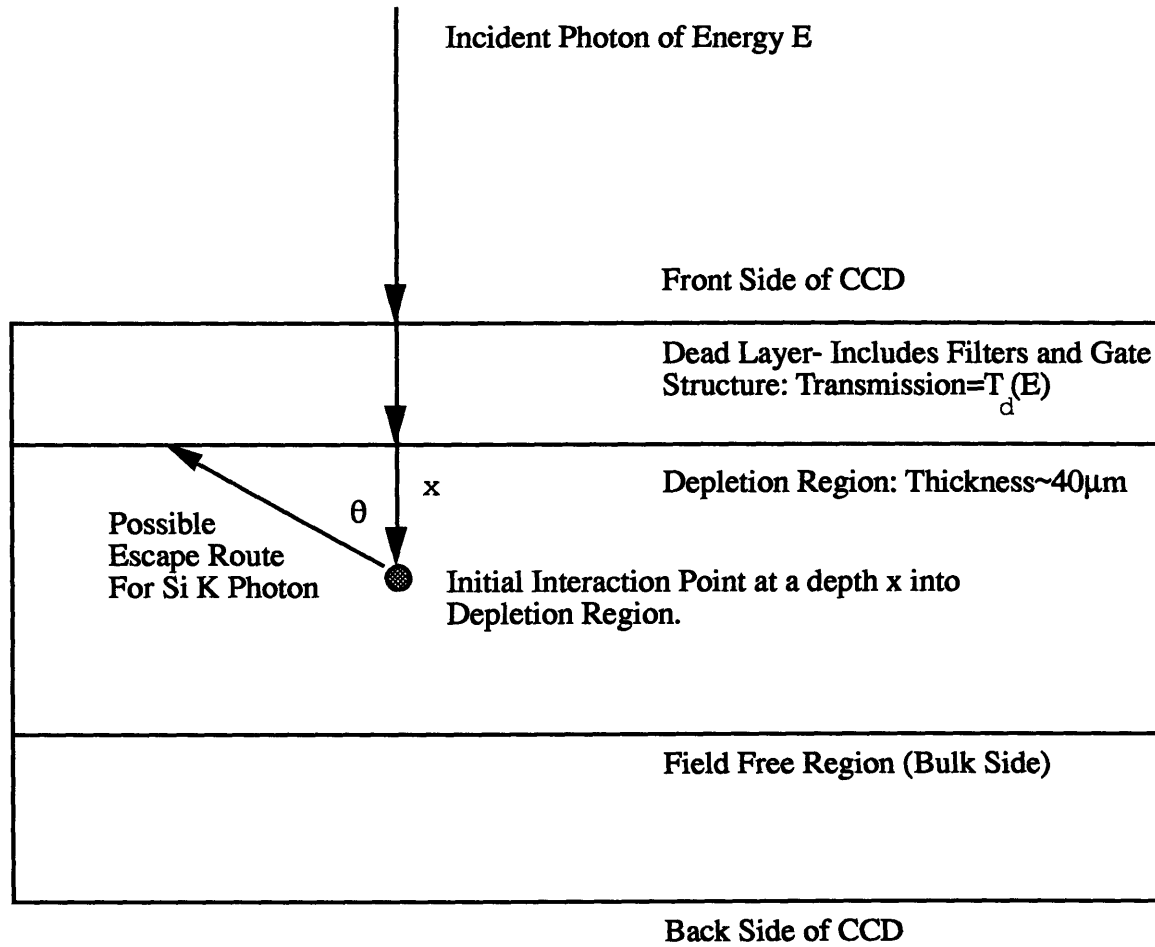 Incident Photon of Energy E
Front Side of CCD
Dead Layer- Includes Filters and Gate
Structure: Transmission=T_d(E)
x
Depletion Region: Thickness~40μm
θ
Possible
Escape Route
For Si K Photon
Initial Interaction Point at a depth x into
Depletion Region.
Field Free Region (Bulk Side)
Back Side of CCD